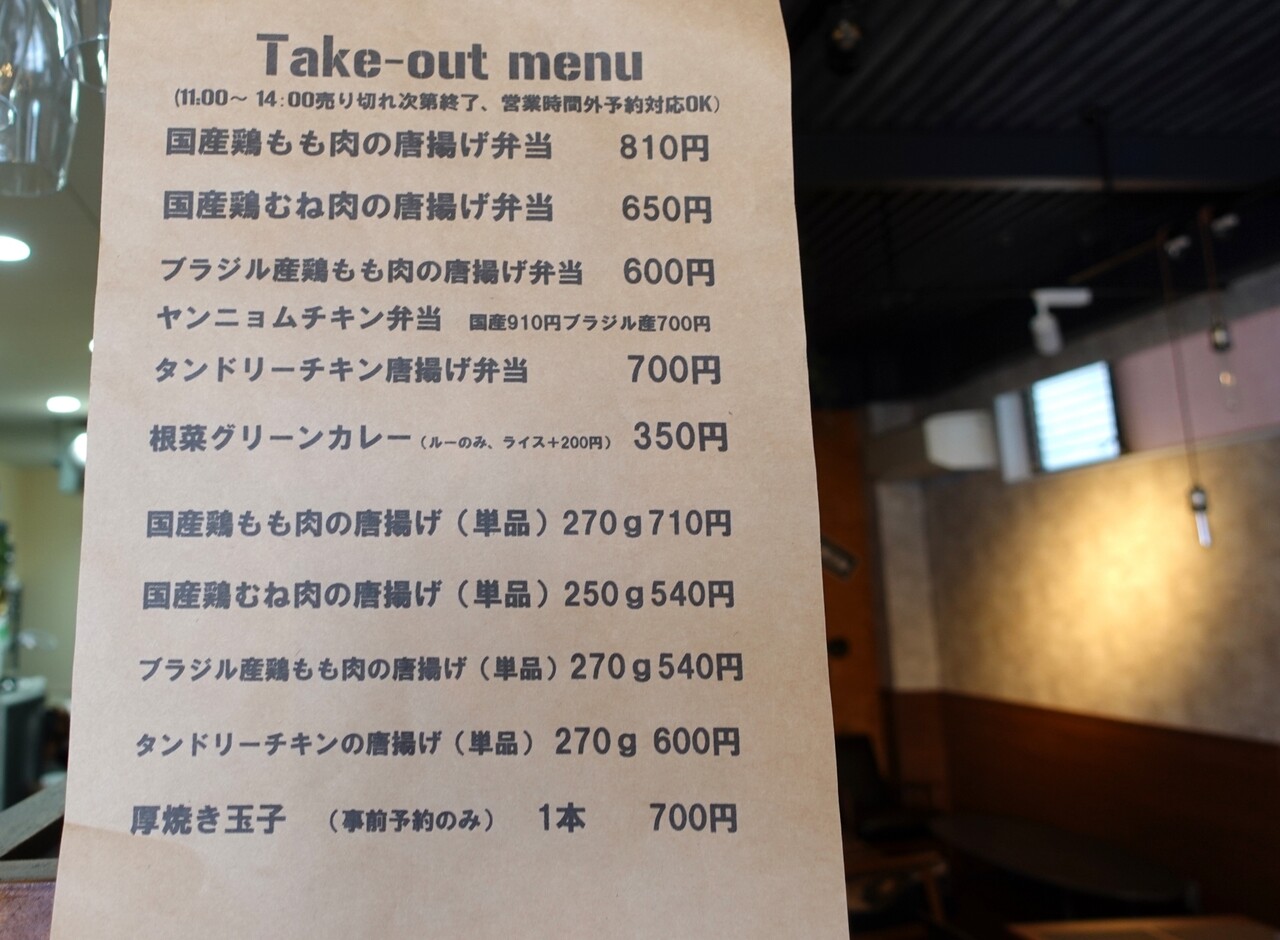 Take-out menu
(11:00～ 14:00売り切れ次第終了、営業時間外予約対応OK)
国産鶏もも肉の唐揚げ弁当 810円
国産鶏むね肉の唐揚げ弁当 650円
ブラジル産鶏もも肉の唐揚げ弁当 600円
ヤンニョムチキン弁当 国産910円ブラジル産700円
タンドリーチキン唐揚げ弁当 700円
根菜グリーンカレー（ルーのみ、ライス+200円） 350円
国産鶏もも肉の唐揚げ（単品）270ｇ710円
国産鶏むね肉の唐揚げ（単品）250ｇ540円
ブラジル産鶏もも肉の唐揚げ（単品）270ｇ540円
タンドリーチキンの唐揚げ（単品） 270ｇ 600円
厚焼き玉子 （事前予約のみ） 1本 700円